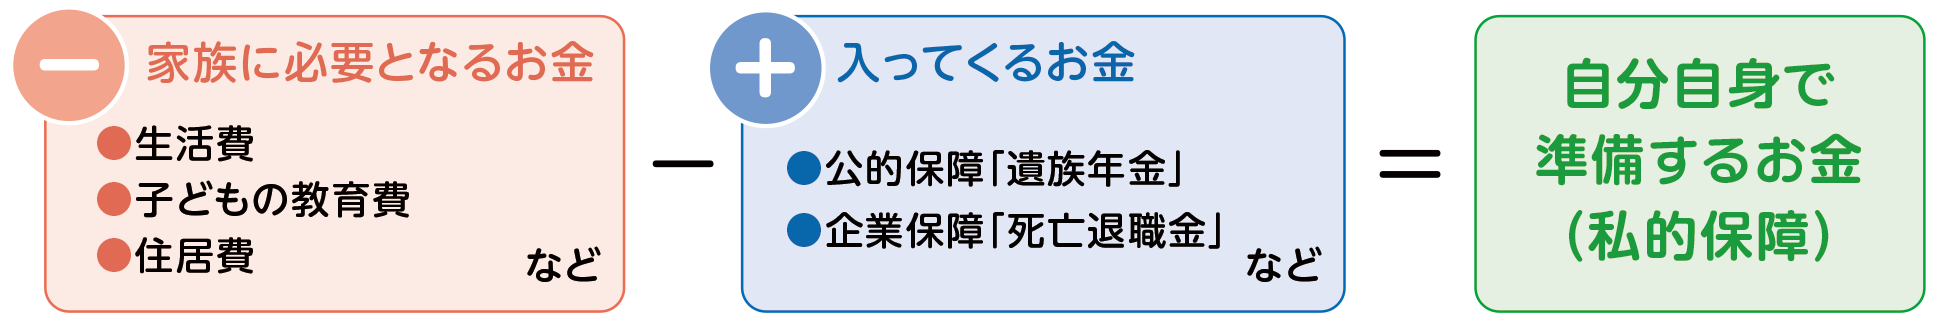 家族に必要となるお金
●生活費
●子どもの教育費
●住居費
など
－
入ってくるお金
●公的保障「遺族年金」
●企業保障「死亡退職金」
など
＝
自分自身で
準備するお金
(私的保障)